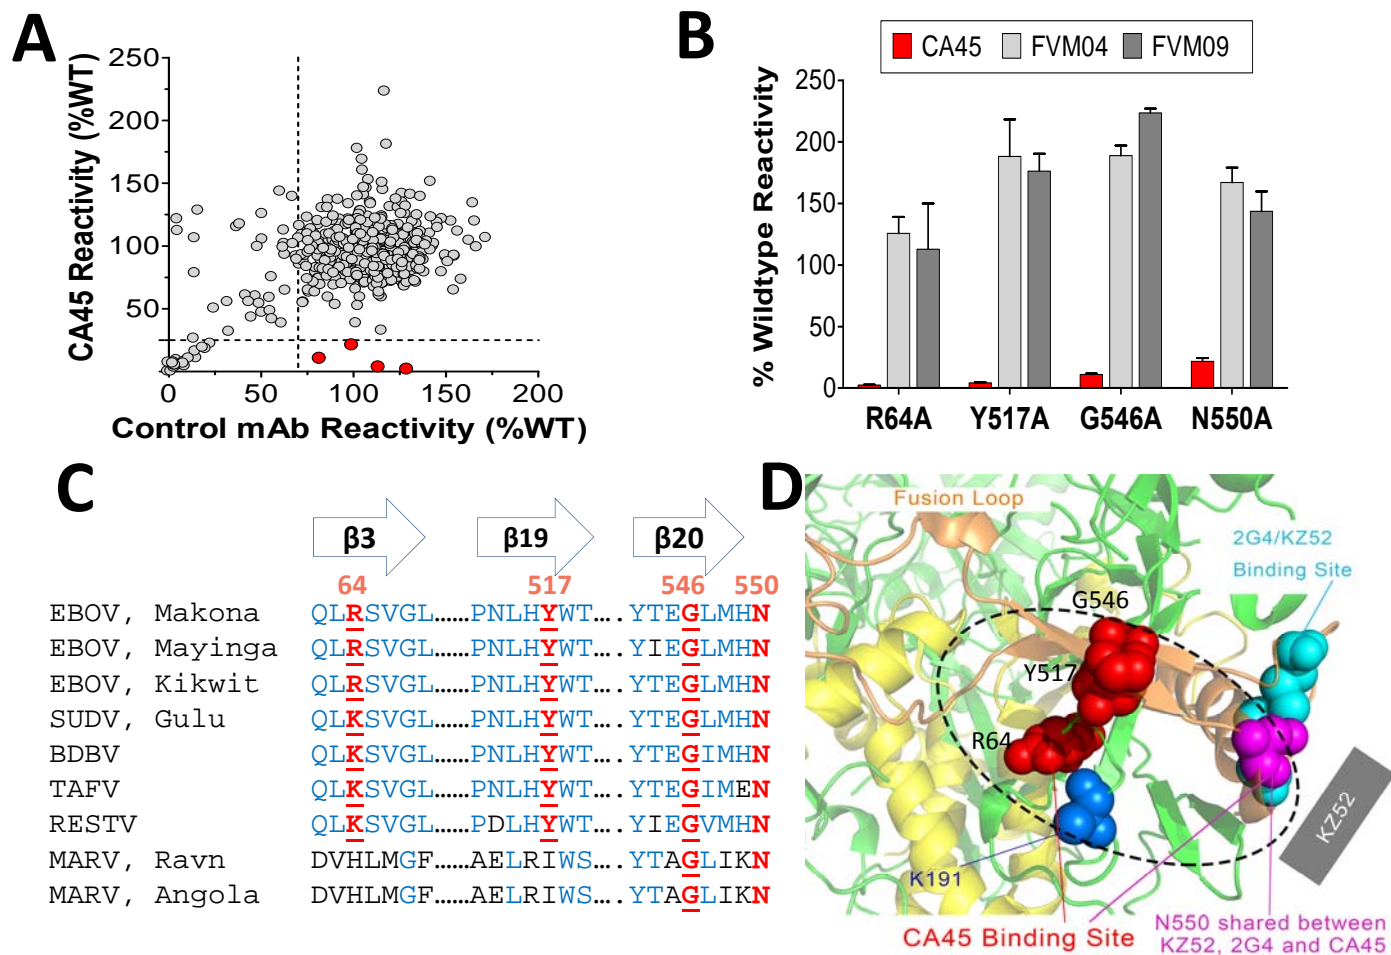 A
250
200
150
100
50
0
50
100
150
200
CA45 Reactivity (%WT)
Control mAb Reactivity (%WT)
B
CA45
FVM04
FVM09
250
200
150
100
50
0
% Wildtype Reactivity
R64A
Y517A
G546A
N550A
C
β3
β19
β20
64
517
546
550
EBOV, Makona QLRSVGL......PNLHYWT....YTEGLMHN
EBOV, Mayinga QLRSVGL......PNLHYWT....YIEGLMHN
EBOV, Kikwit QLRSVGL......PNLHYWT....YTEGLMHN
SUDV, Gulu QLKSVGL......PNLHYWT....YTEGLMHN
BDBV QLKSVGL......PNLHYWT....YTEGIMHN
TAFV QLKSVGL......PNLHYWT....YTEGIMEN
RESTV QLKSVGL......PDLHYWT....YIEGVMHN
MARV, Ravn DVHLMGF......AELRIWS....YTAGLIKN
MARV, Angola DVHLMGF......AELRIWS....YTAGLIKN
D
Fusion Loop
2G4/KZ52
Binding Site
G546
Y517
R64
K191
KZ52
CA45 Binding Site
N550 shared between
KZ52, 2G4 and CA45